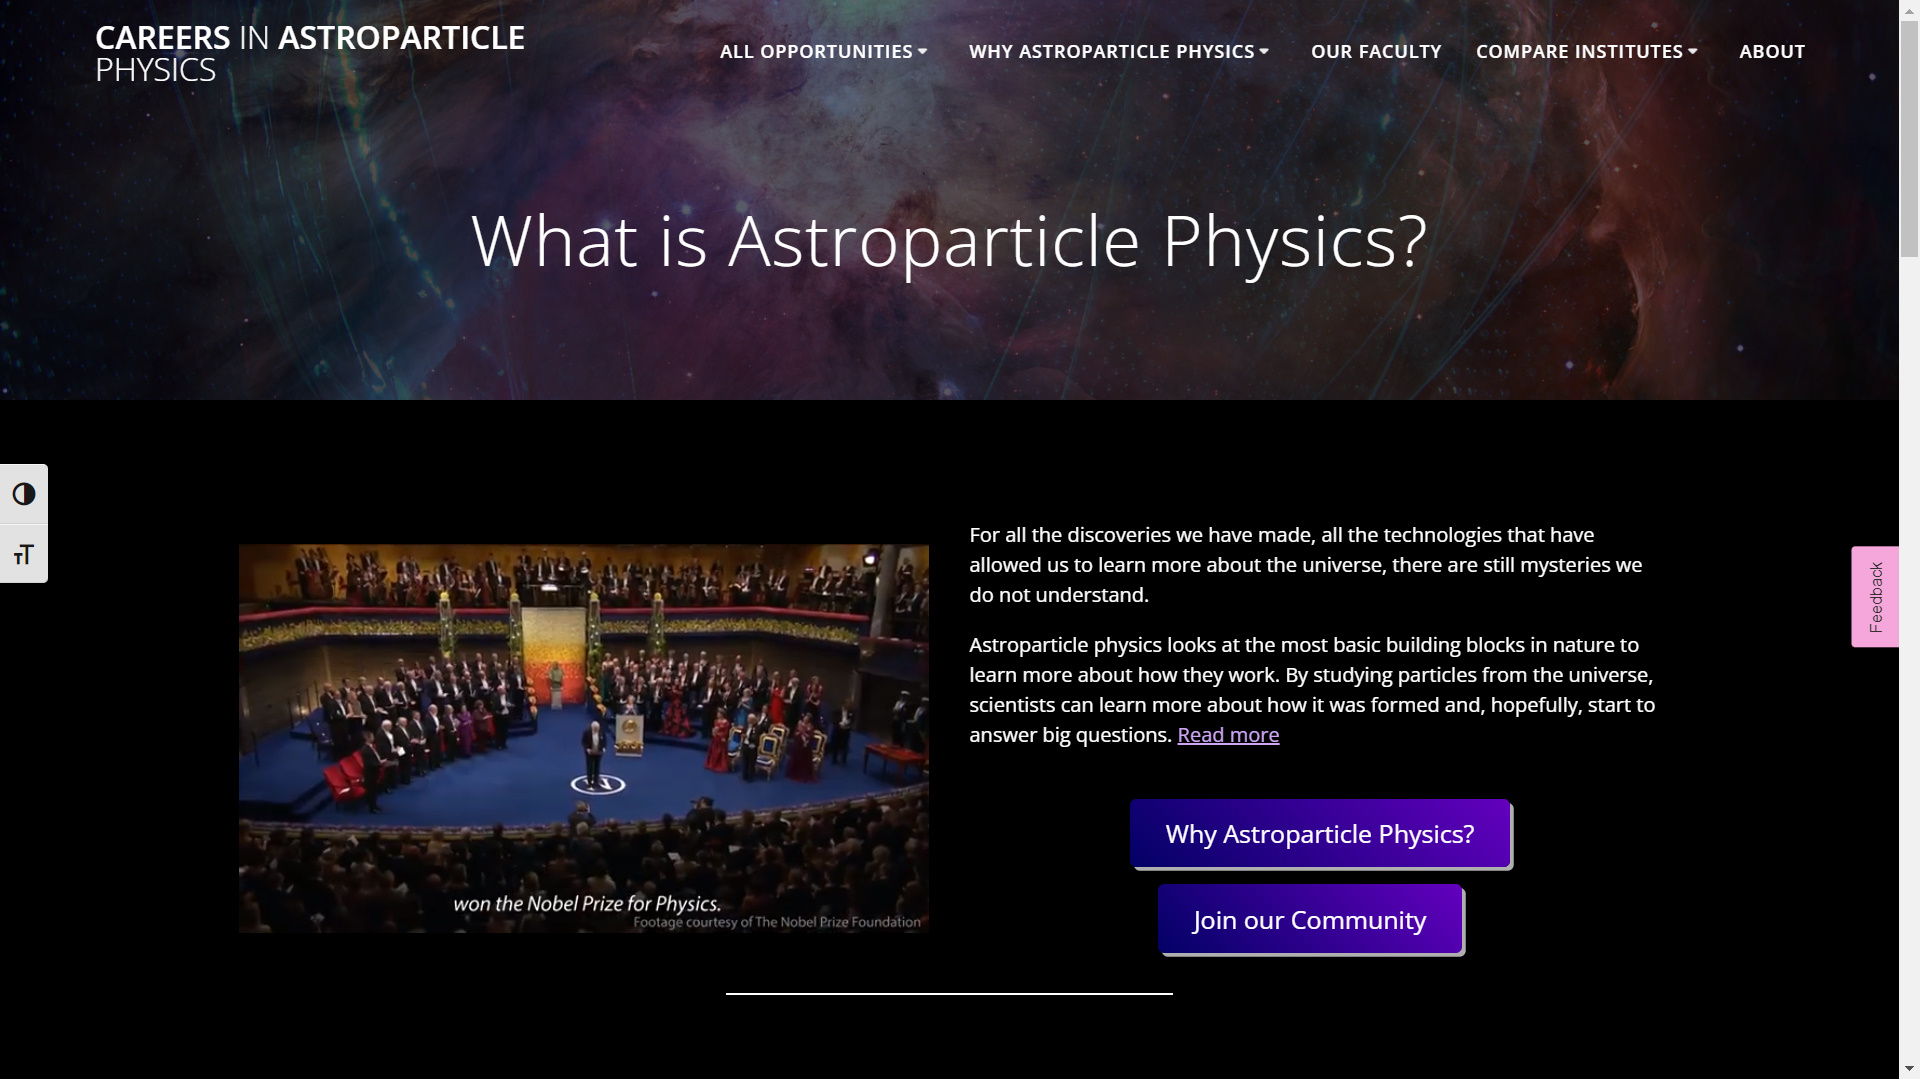 CAREERS IN ASTROPARTICLE
PHYSICS
ALL OPPORTUNITIES
WHY ASTROPARTICLE PHYSICS
OUR FACULTY
COMPARE INSTITUTES
ABOUT
What is Astroparticle Physics?
For all the discoveries we have made, all the technologies that have
allowed us to learn more about the universe, there are still mysteries we
do not understand.
Astroparticle physics looks at the most basic building blocks in nature to
learn more about how they work. By studying particles from the universe,
scientists can learn more about how it was formed and, hopefully, start to
answer big questions. Read more
Why Astroparticle Physics?
Join our Community
won the Nobel Prize for Physics.
Footage courtesy of The Nobel Prize Foundation
Feedback
TT